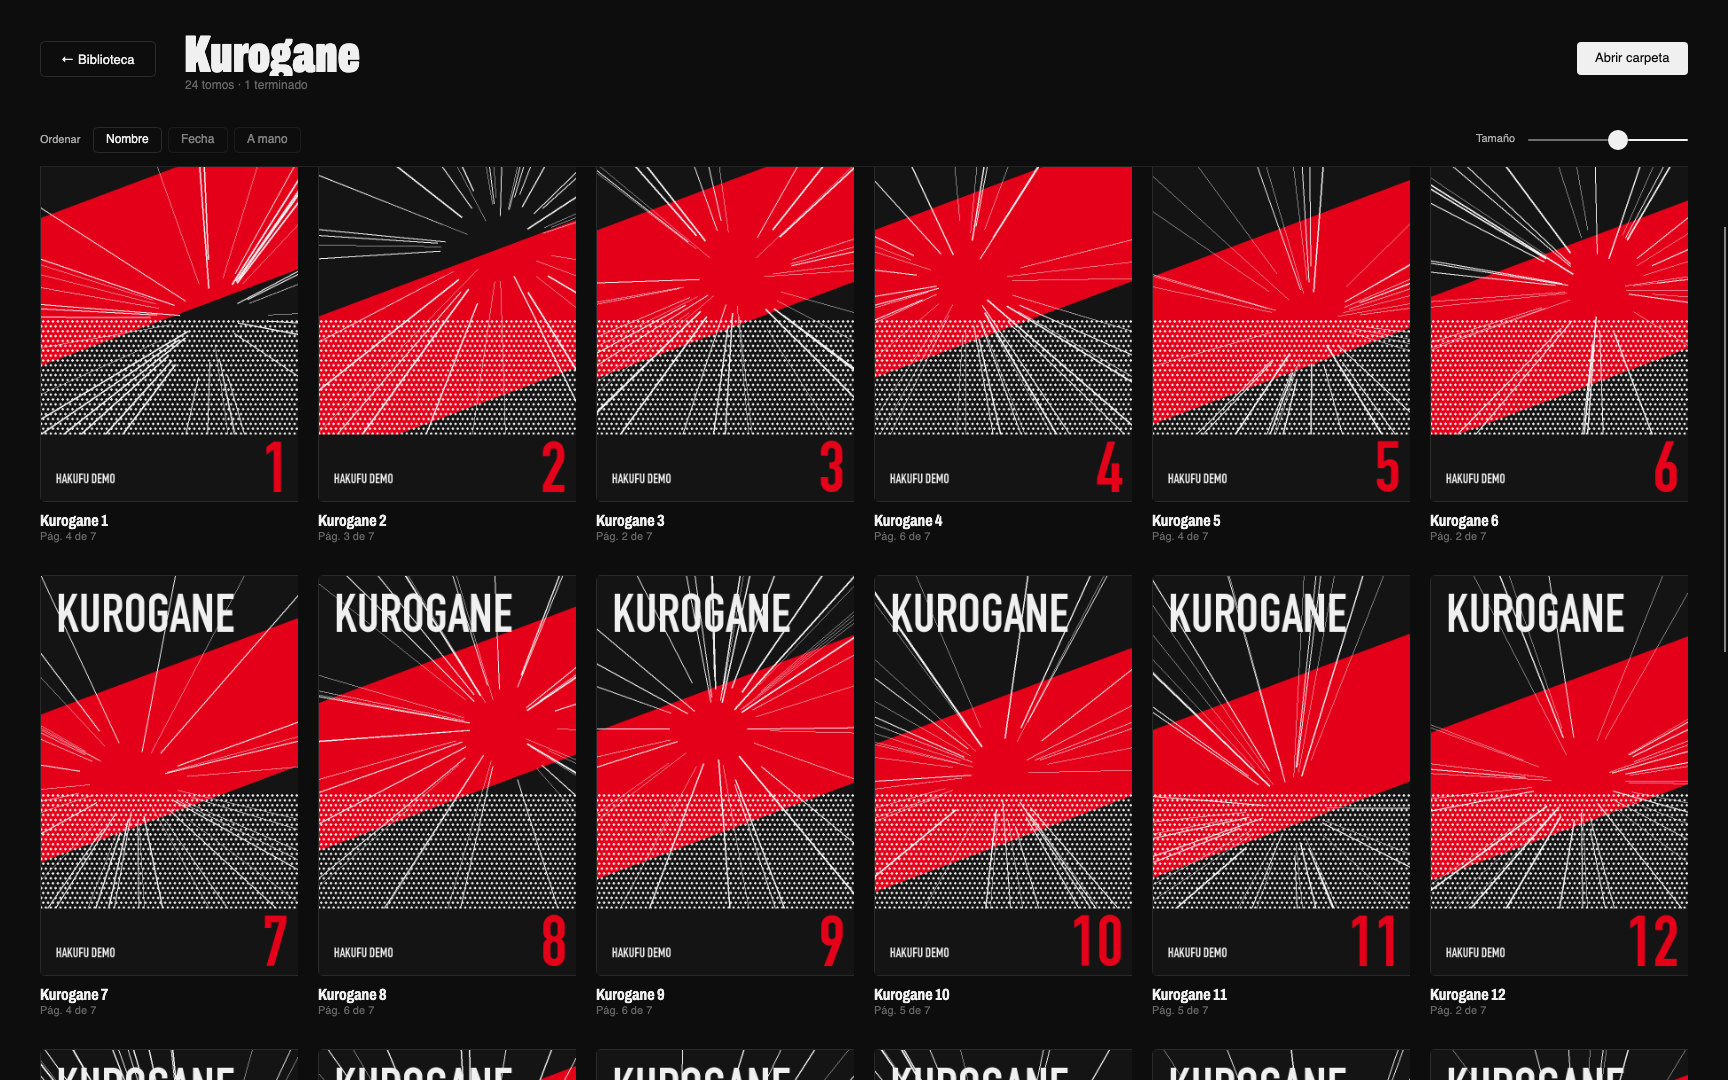 ← Biblioteca
Kurogane
24 tomos · 1 terminado
Abrir carpeta
Ordenar
Nombre
Fecha
A mano
Tamaño
HAKUFU DEMO
1
HAKUFU DEMO
2
HAKUFU DEMO
3
HAKUFU DEMO
4
HAKUFU DEMO
5
HAKUFU DEMO
6
Kurogane 1
Pág. 4 de 7
Kurogane 2
Pág. 3 de 7
Kurogane 3
Pág. 2 de 7
Kurogane 4
Pág. 6 de 7
Kurogane 5
Pág. 4 de 7
Kurogane 6
Pág. 2 de 7
KUROGANE
HAKUFU DEMO
7
KUROGANE
HAKUFU DEMO
8
KUROGANE
HAKUFU DEMO
9
KUROGANE
HAKUFU DEMO
10
KUROGANE
HAKUFU DEMO
11
KUROGANE
HAKUFU DEMO
12
Kurogane 7
Pág. 4 de 7
Kurogane 8
Pág. 6 de 7
Kurogane 9
Pág. 6 de 7
Kurogane 10
Pág. 5 de 7
Kurogane 11
Pág. 5 de 7
Kurogane 12
Pág. 2 de 7
KUROGANE
KUROGANE
KUROGANE
KUROGANE
KUROGANE
KUROGANE